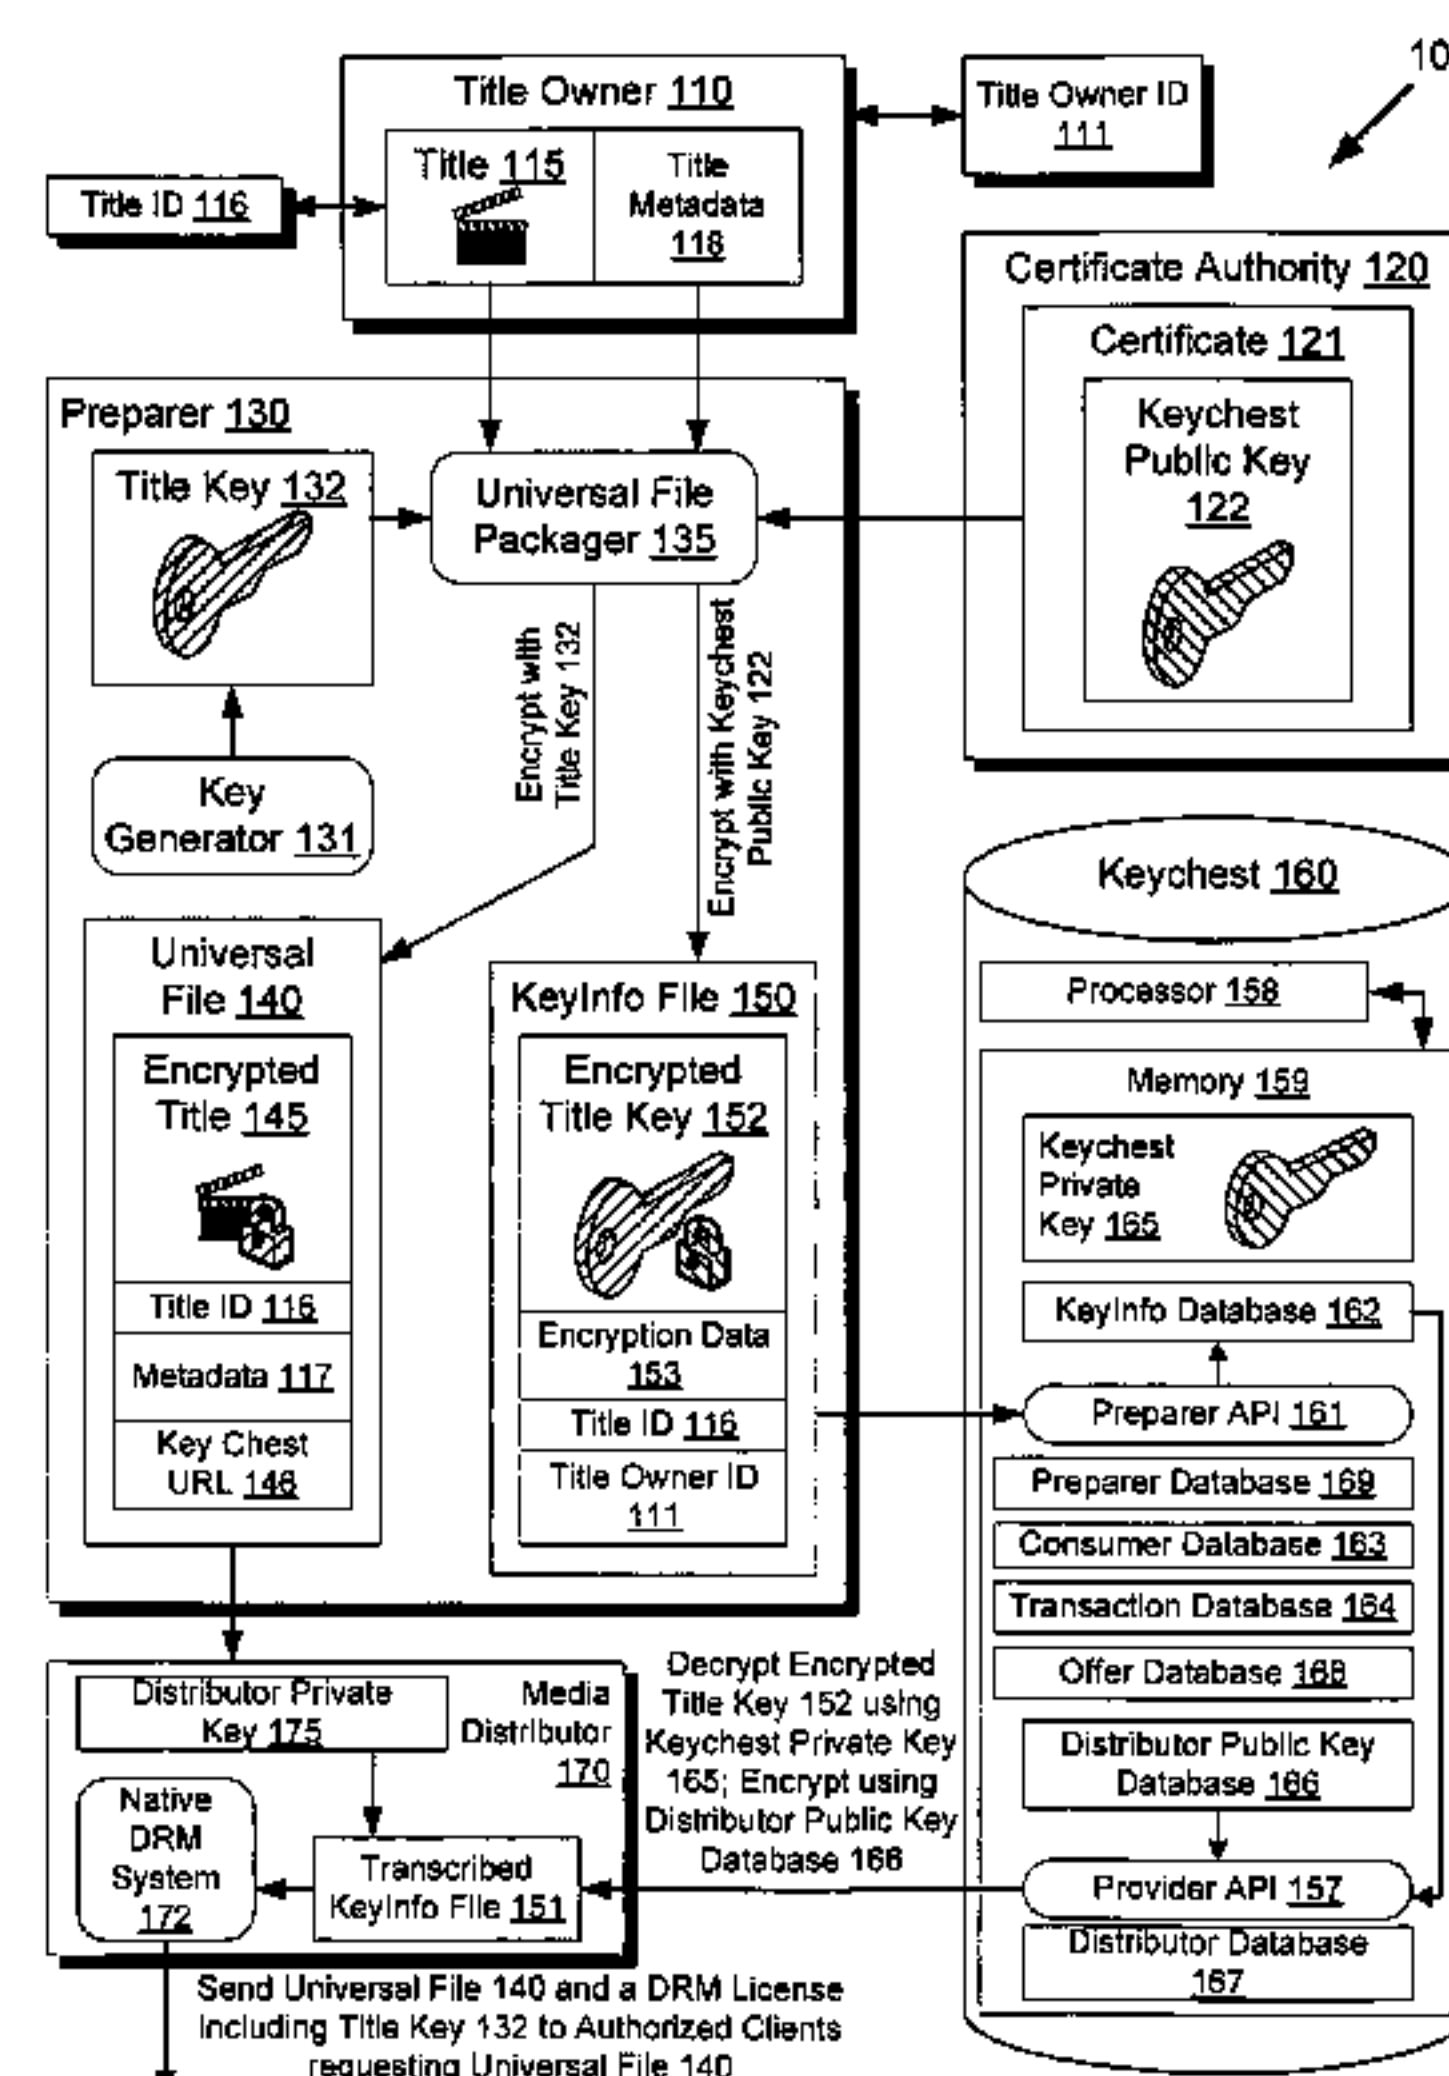 10
Title Owner 110
Title Owner ID
111
Title 115
Title
Metadata
118
Title ID 116
Certificate Authority 120
Certificate 121
Keychest
Public Key
122
Preparer 130
Title Key 132
Universal File
Packager 135
Encrypt with
Title Key 132
Encrypt with Keychest
Public Key 122
Key
Generator 131
Keychest 160
Universal
File 140
Encrypted
Title 145
Title ID 116
Metadata 117
Key Chest
URL 146
KeyInfo File 150
Encrypted
Title Key 152
Encryption Data
153
Title ID 116
Title Owner ID
111
Processor 158
Memory 159
Keychest
Private
Key 165
KeyInfo Database 162
Preparer API 161
Preparer Database 169
Consumer Database 163
Transaction Database 164
Offer Database 168
Distributor Public Key
Database 166
Provider API 157
Distributor Database
167
Distributor Private
Key 175
Media
Distributor
170
Native
DRM
System
172
Transcribed
KeyInfo File 151
Decrypt Encrypted
Title Key 152 using
Keychest Private Key
165; Encrypt using
Distributor Public Key
Database 166
Send Universal File 140 and a DRM License
Including Title Key 132 to Authorized Clients
requesting Universal File 140